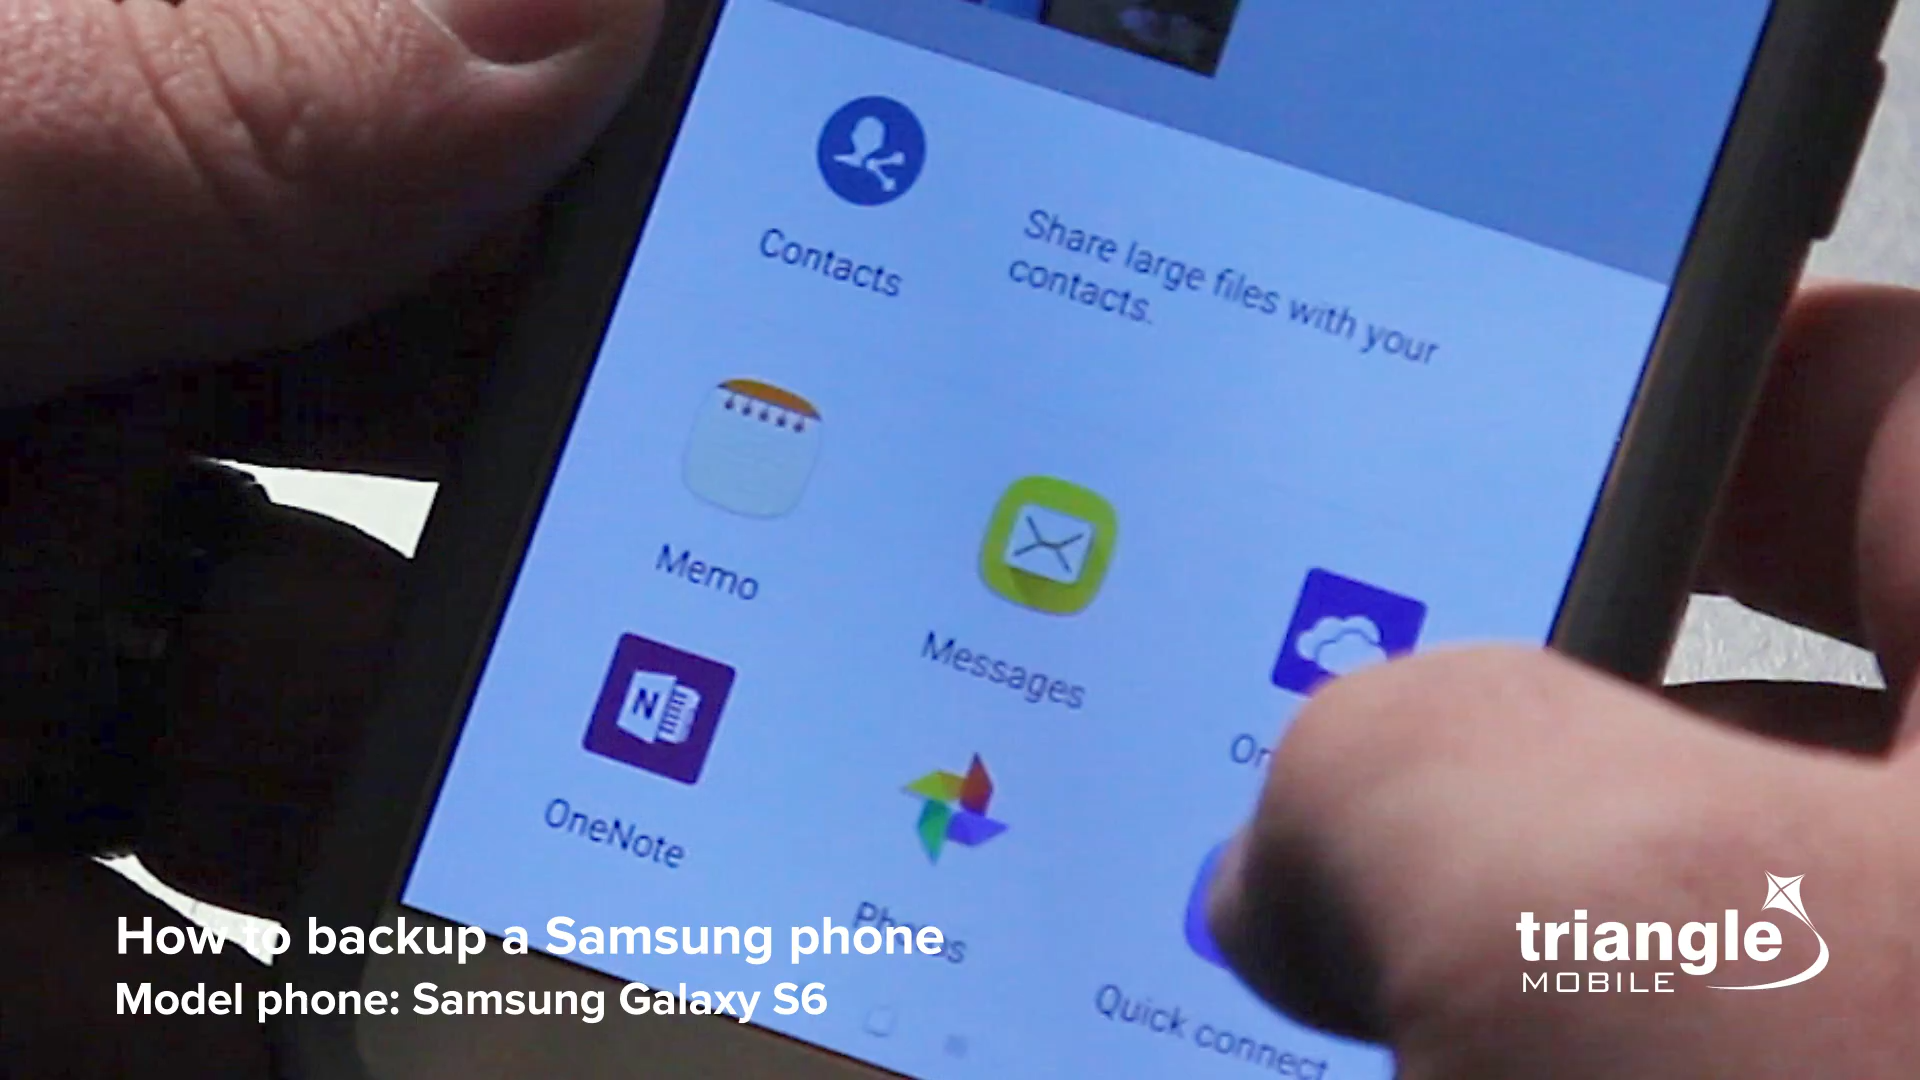 Contacts
Share large files with your
contacts.
Memo
Messages
N
OneNote
Photos
Quick connect
How to backup a Samsung phone
Model phone: Samsung Galaxy S6
triangle
MOBILE